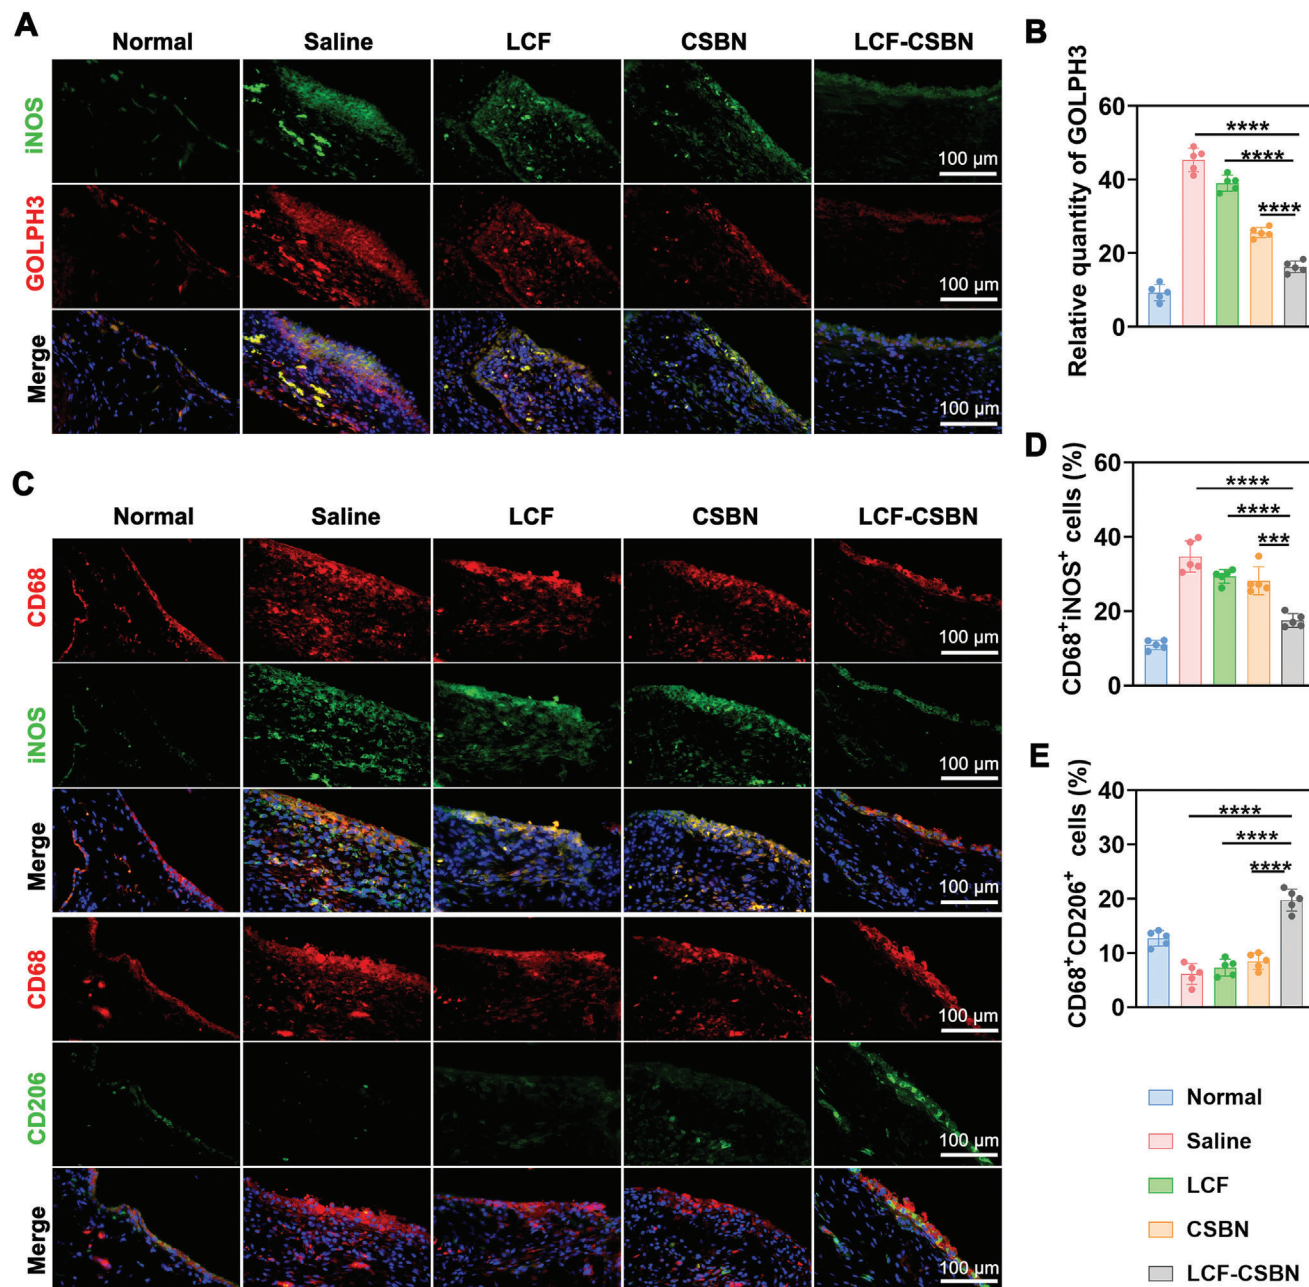 A
Normal Saline LCF CSBN LCF-CSBN
iNOS
100 µm
GOLPH3
100 µm
Merge
100 µm
B
Relative quantity of GOLPH3
60
40
20
0
****
****
****
C
Normal Saline LCF CSBN LCF-CSBN
CD68
100 µm
iNOS
100 µm
Merge
100 µm
CD68
100 µm
CD206
100 µm
Merge
100 µm
D
CD68+iNOS+ cells (%)
60
40
20
0
****
****
***
E
CD68+CD206+ cells (%)
40
30
20
10
0
****
****
****
Normal
Saline
LCF
CSBN
LCF-CSBN